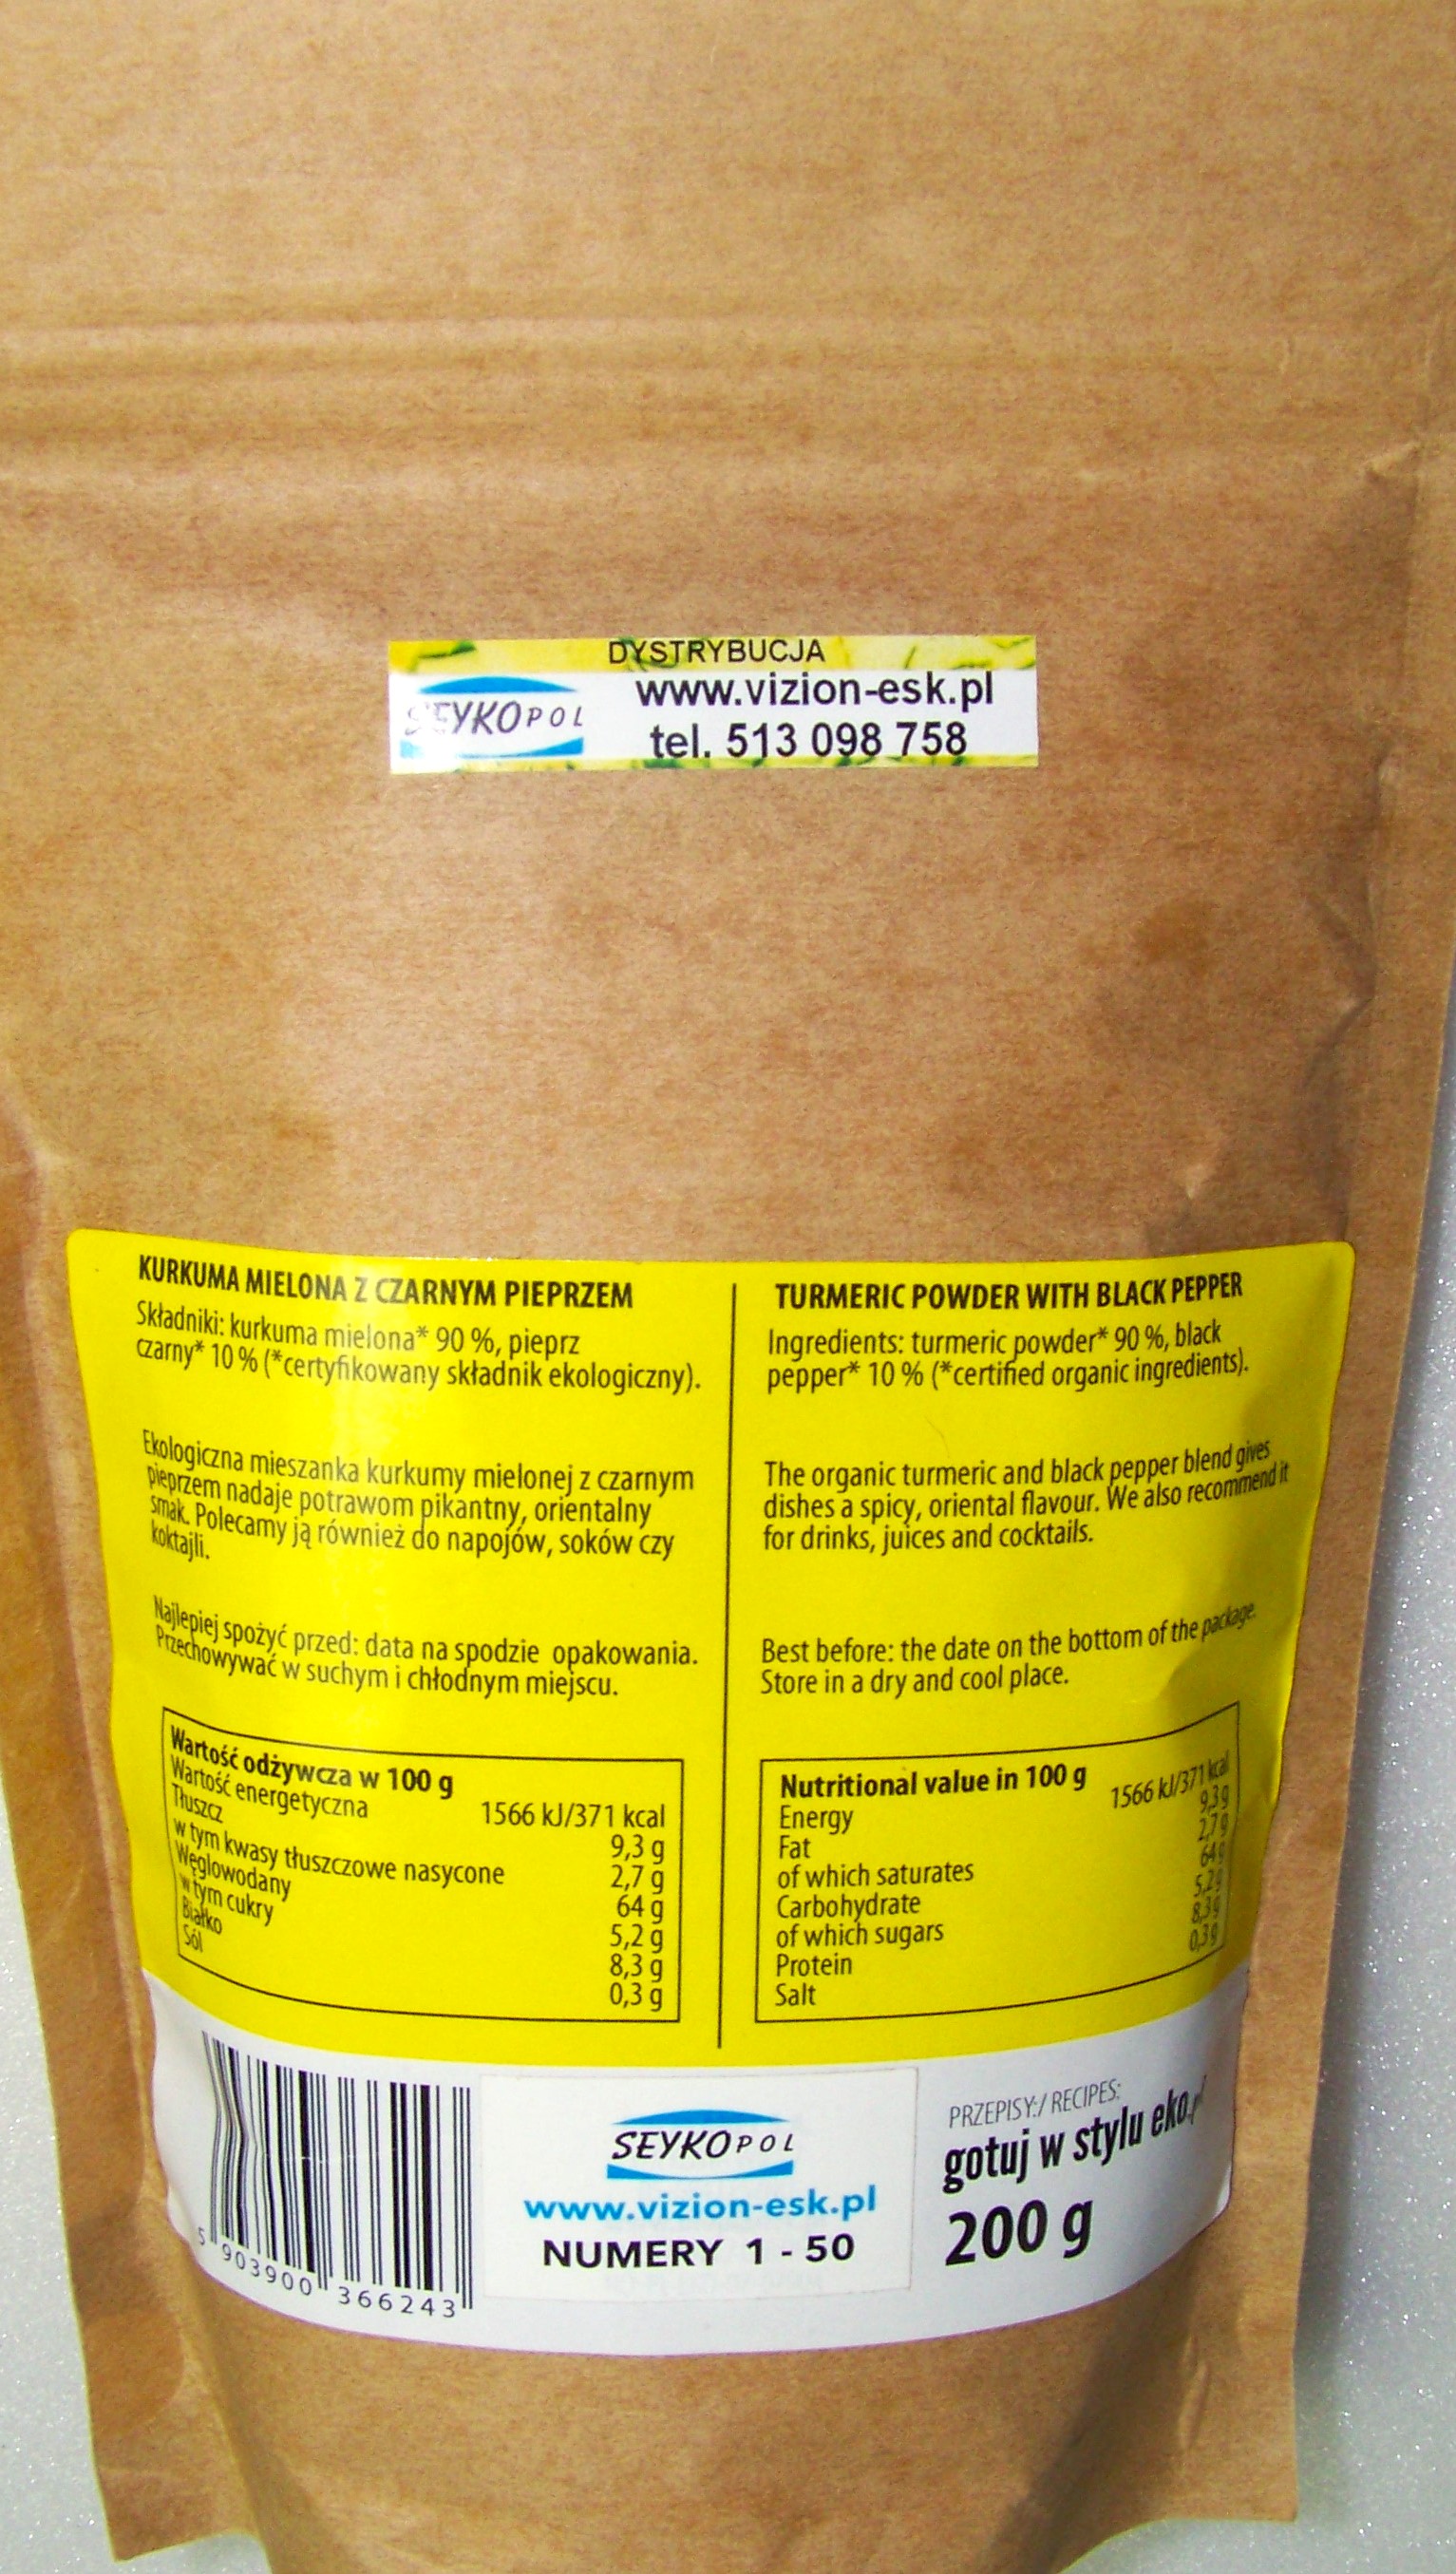 DYSTRYBUCJA
SEYKOPOL
www.vizion-esk.pl
tel. 513 098 758
KURKUMA MIELONA Z CZARNYM PIEPRZEM
Składniki: kurkuma mielona* 90 %, pieprz
czarny* 10 % (*certyfikowany składnik ekologiczny).
Ekologiczna mieszanka kurkumy mielonej z czarnym
pieprzem nadaje potrawom pikantny, orientalny
smak. Polecamy ją również do napojów, soków czy
koktajli.
Najlepiej spożyć przed: data na spodzie opakowania.
Przechowywać w suchym i chłodnym miejscu.
Wartość odżywcza w 100 g
Wartość energetyczna 1566 kJ/371 kcal
Tłuszcz 9,3 g
w tym kwasy tłuszczowe nasycone 2,7 g
Węglowodany 64 g
w tym cukry 5,2 g
Białko 8,3 g
Sól 0,3 g
TURMERIC POWDER WITH BLACK PEPPER
Ingredients: turmeric powder* 90 %, black
pepper* 10 % (*certified organic ingredients).
The organic turmeric and black pepper blend gives
dishes a spicy, oriental flavour. We also recommend it
for drinks, juices and cocktails.
Best before: the date on the bottom of the package.
Store in a dry and cool place.
Nutritional value in 100 g
Energy 1566 kJ/371 kcal
Fat 9,3 g
of which saturates 2,7 g
Carbohydrate 64 g
of which sugars 5,2 g
Protein 8,3 g
Salt 0,3 g
5 903900 366243
SEYKOPOL
www.vizion-esk.pl
NUMERY 1 - 50
PRZEPISY:/ RECIPES:
gotuj w stylu eko.
200 g